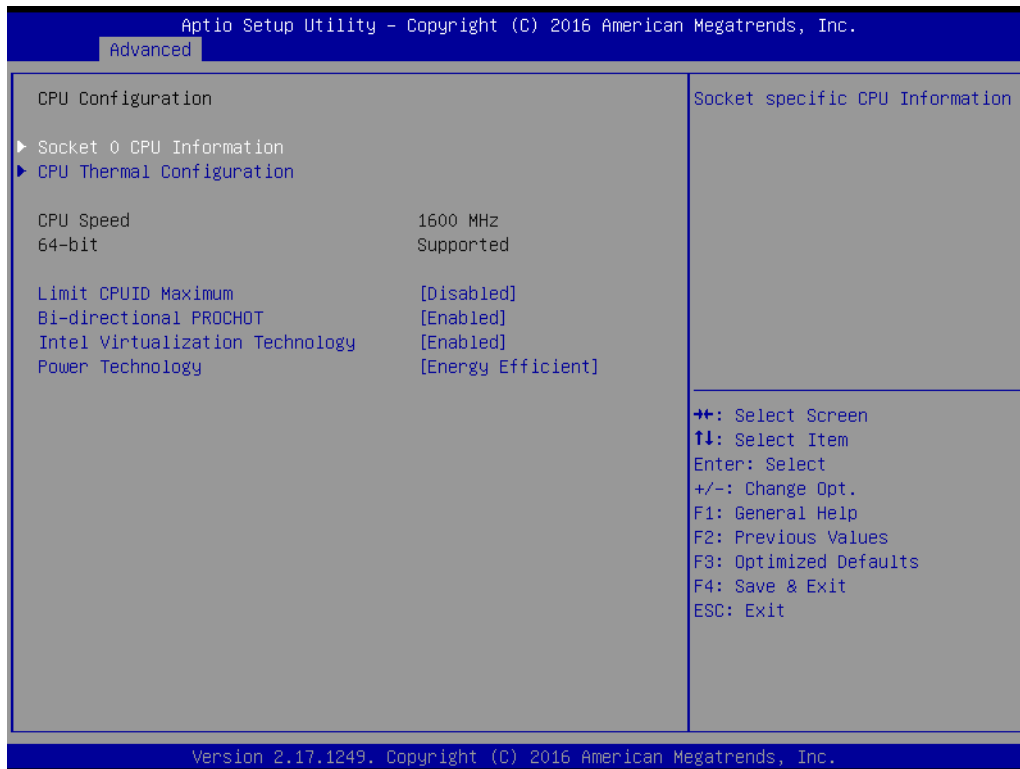 Aptio Setup Utility – Copyright (C) 2016 American Megatrends, Inc.
Advanced
CPU Configuration
Socket 0 CPU Information
CPU Thermal Configuration
CPU Speed 1600 MHz
64-bit Supported
Limit CPUID Maximum [Disabled]
Bi-directional PROCHOT [Enabled]
Intel Virtualization Technology [Enabled]
Power Technology [Energy Efficient]
Socket specific CPU Information
→←: Select Screen
↑↓: Select Item
Enter: Select
+/-: Change Opt.
F1: General Help
F2: Previous Values
F3: Optimized Defaults
F4: Save & Exit
ESC: Exit
Version 2.17.1249. Copyright (C) 2016 American Megatrends, Inc.